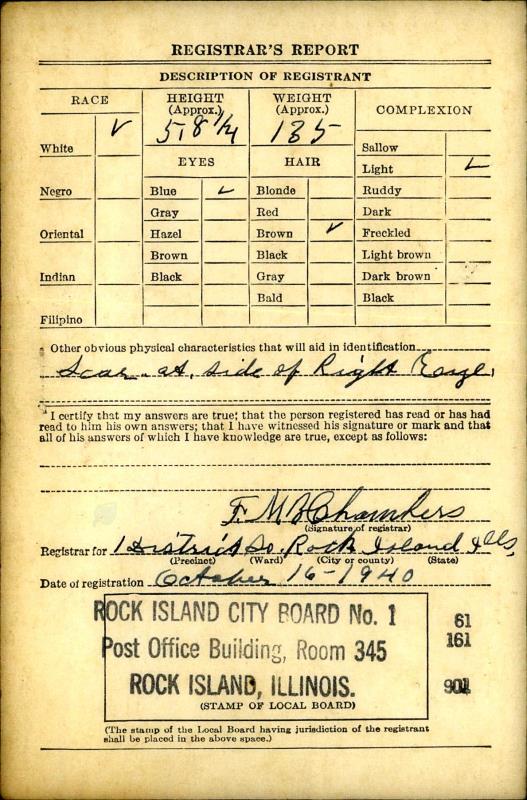 REGISTRAR'S REPORT
DESCRIPTION OF REGISTRANT
RACE
HEIGHT (Approx.)
WEIGHT (Approx.)
COMPLEXION
5-8 1/4
135
White ✓
Sallow
EYES
HAIR
Light ✓
Negro
Blue ✓
Blonde
Ruddy
Gray
Red
Dark
Oriental
Hazel
Brown ✓
Freckled
Brown
Black
Light brown
Indian
Black
Gray
Dark brown
Bald
Black
Filipino
Other obvious physical characteristics that will aid in identification
Scar at side of Right Eye.
I certify that my answers are true; that the person registered has read or has had
read to him his own answers; that I have witnessed his signature or mark and that
all of his answers of which I have knowledge are true, except as follows:
Chambers
(Signature of registrar)
Registrar for 1 District So. Rock Island Ills,
(Precinct) (Ward) (City or county) (State)
Date of registration October 16-1940
ROCK ISLAND CITY BOARD No. 1
61
Post Office Building, Room 345
161
ROCK ISLAND, ILLINOIS.
(STAMP OF LOCAL BOARD)
(The stamp of the Local Board having jurisdiction of the registrant
shall be placed in the above space.)